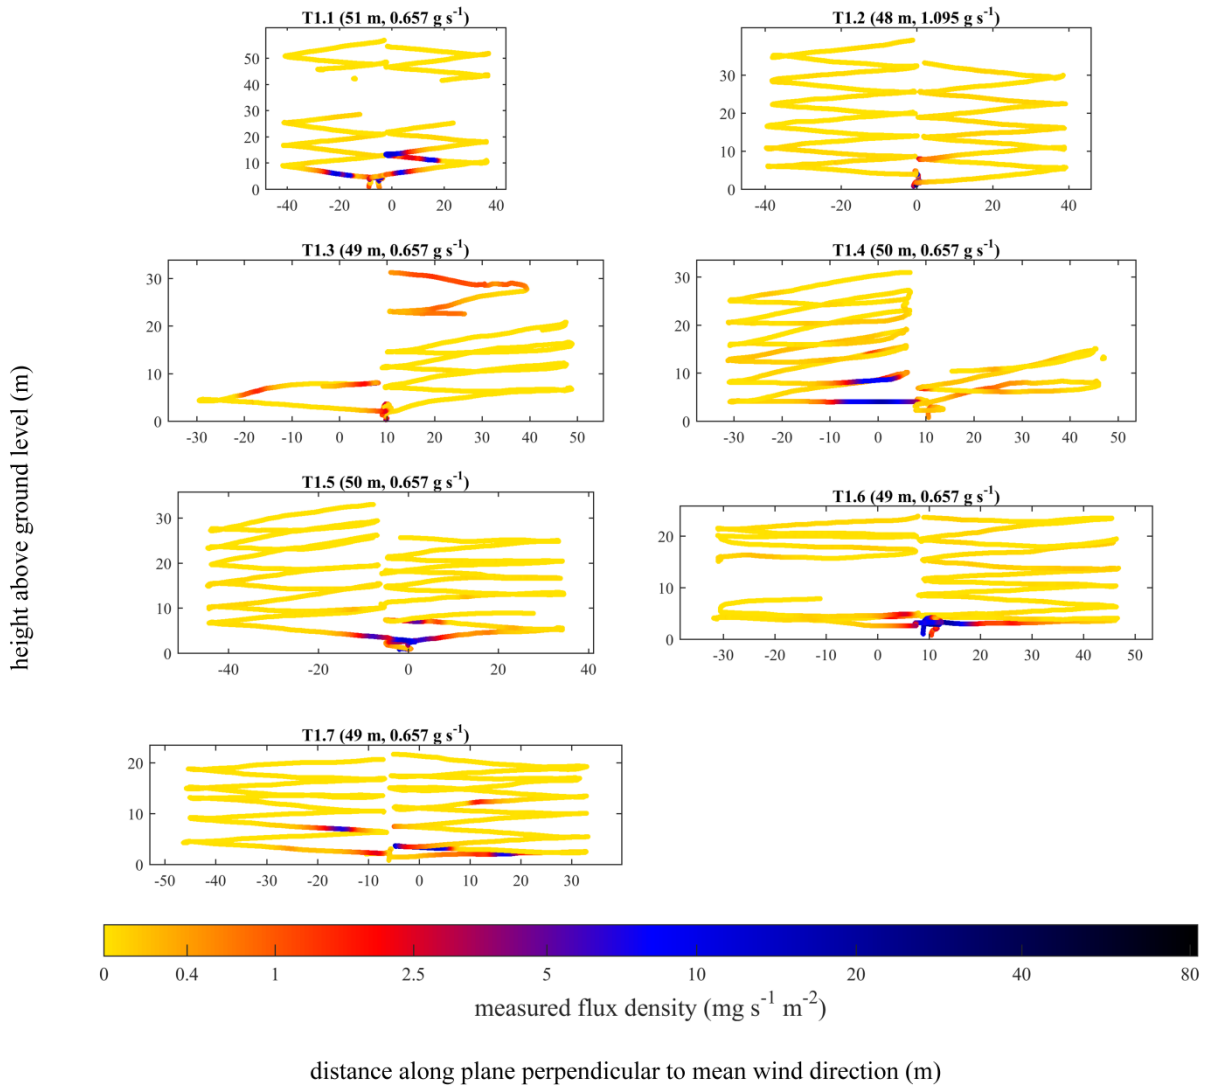 T1.1 (51 m, 0.657 g s-1)
T1.2 (48 m, 1.095 g s-1)
50
40
30
20
10
0
-40 -20 0 20 40
30
20
10
0
-40 -20 0 20 40
T1.3 (49 m, 0.657 g s-1)
T1.4 (50 m, 0.657 g s-1)
30
20
10
0
-30 -20 -10 0 10 20 30 40 50
30
20
10
0
-30 -20 -10 0 10 20 30 40 50
height above ground level (m)
T1.5 (50 m, 0.657 g s-1)
T1.6 (49 m, 0.657 g s-1)
30
20
10
0
-40 -20 0 20 40
20
10
0
-30 -20 -10 0 10 20 30 40 50
T1.7 (49 m, 0.657 g s-1)
20
10
0
-50 -40 -30 -20 -10 0 10 20 30
0 0.4 1 2.5 5 10 20 40 80
measured flux density (mg s-1 m-2)
distance along plane perpendicular to mean wind direction (m)